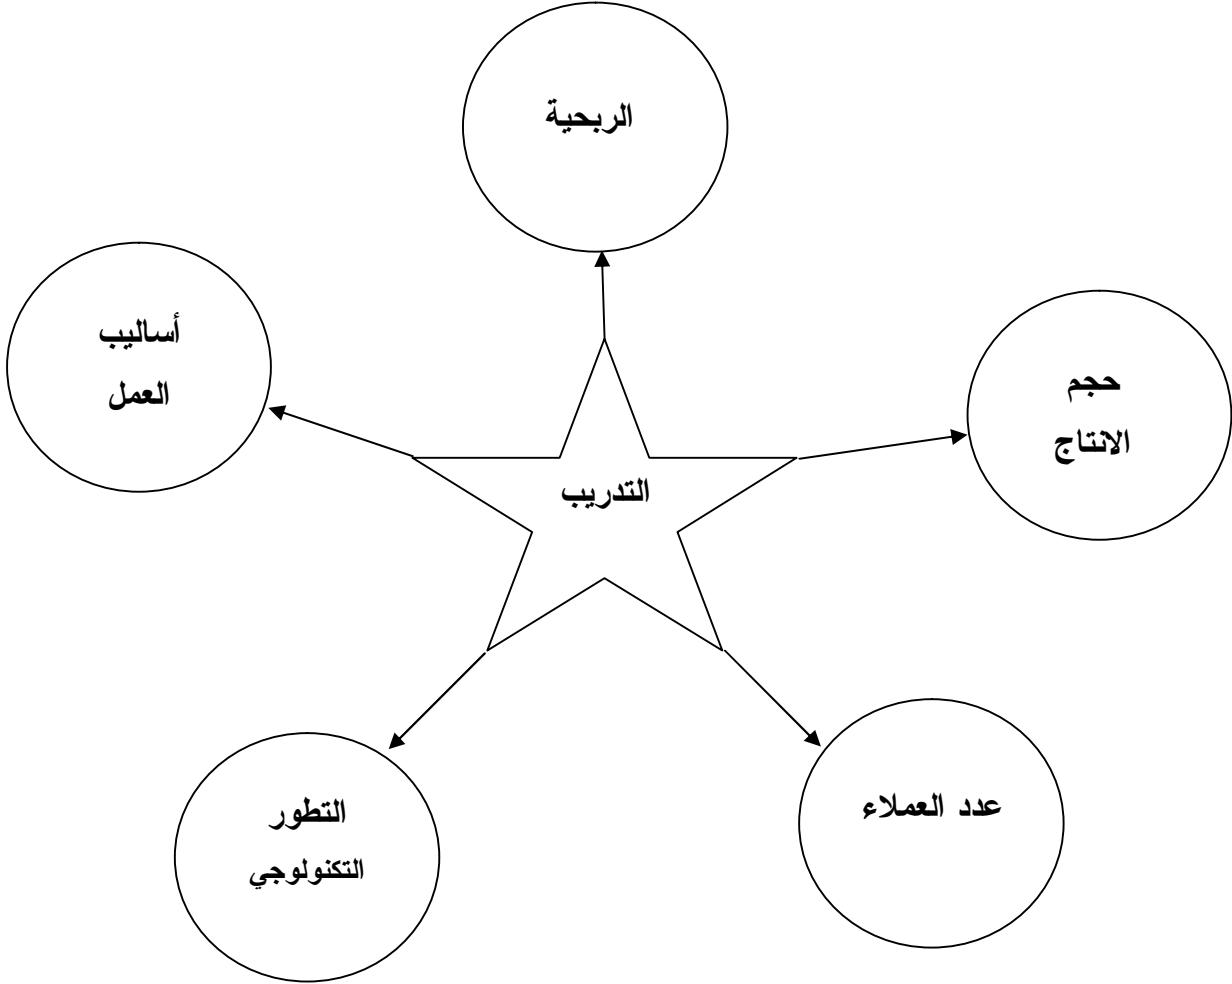 الربحية
أساليب
العمل
حجم
الانتاج
التدريب
عدد العملاء
التطور
التكنولوجي